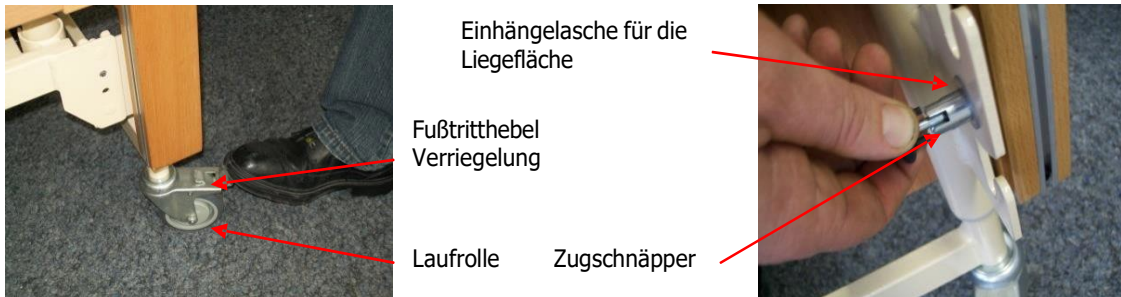 Einhängelasche für die
Liegefläche
Fußtritthebel
Verriegelung
Laufrolle
Zugschnäpper